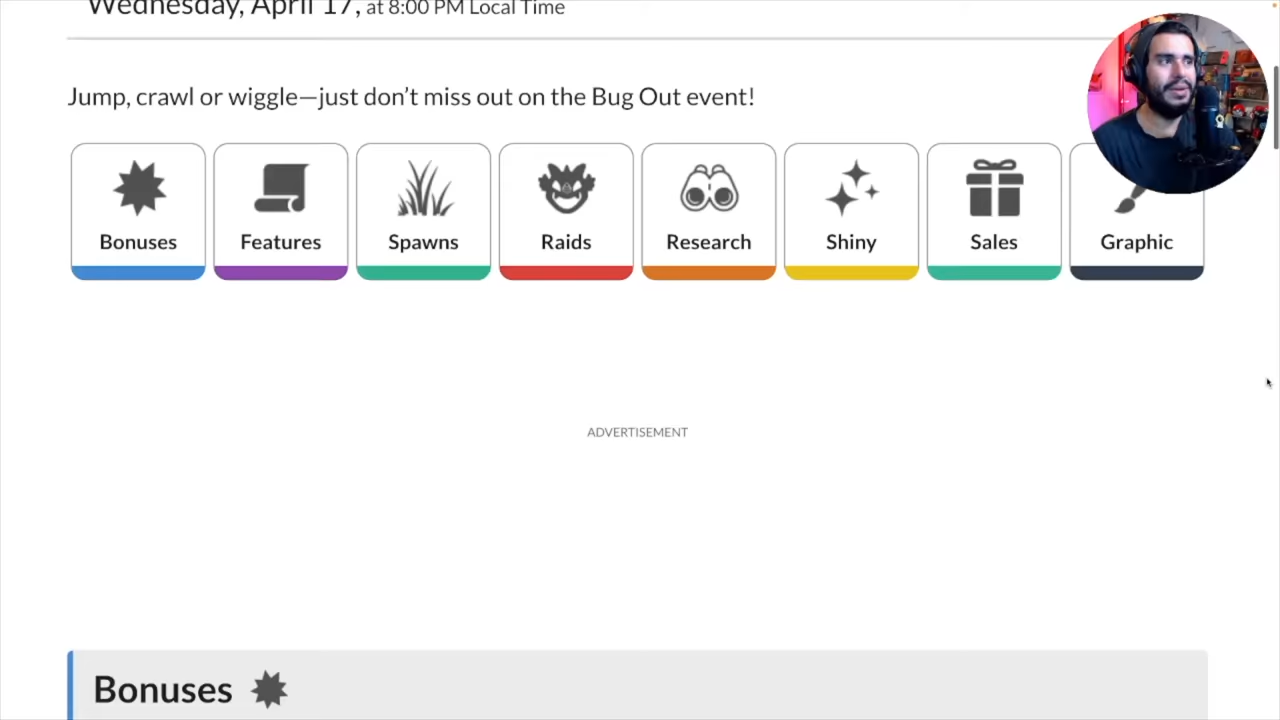 Wednesday, April 17, at 8:00 PM Local Time
Jump, crawl or wiggle—just don't miss out on the Bug Out event!
Bonuses
Features
Spawns
Raids
Research
Shiny
Sales
Graphic
ADVERTISEMENT
Bonuses